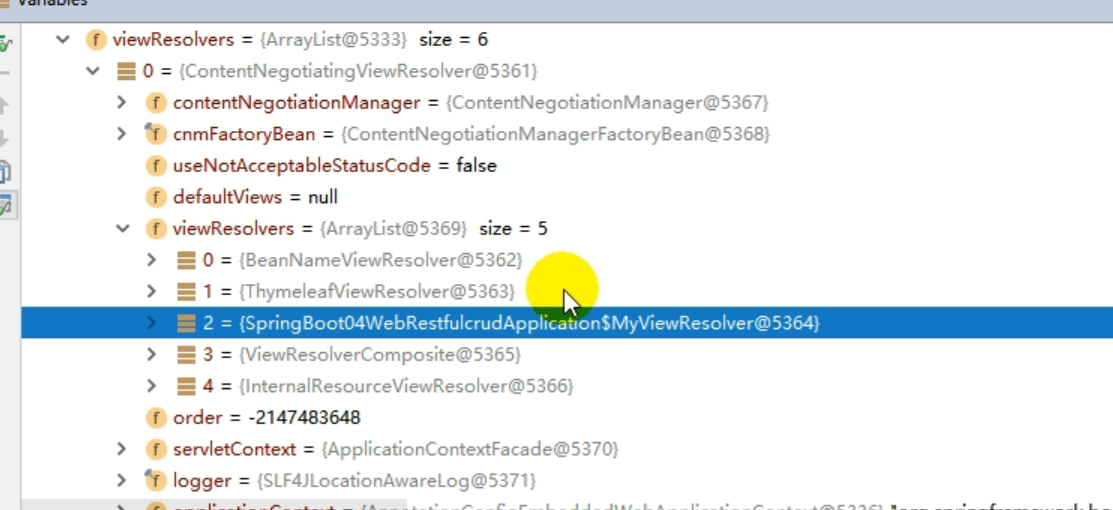 Variables
viewResolvers = {ArrayList@5333} size = 6
0 = {ContentNegotiatingViewResolver@5361}
contentNegotiationManager = {ContentNegotiationManager@5367}
cnmFactoryBean = {ContentNegotiationManagerFactoryBean@5368}
useNotAcceptableStatusCode = false
defaultViews = null
viewResolvers = {ArrayList@5369} size = 5
0 = {BeanNameViewResolver@5362}
1 = {ThymeleafViewResolver@5363}
2 = {SpringBoot04WebRestfulcrudApplication$MyViewResolver@5364}
3 = {ViewResolverComposite@5365}
4 = {InternalResourceViewResolver@5366}
order = -2147483648
servletContext = {ApplicationContextFacade@5370}
logger = {SLF4JLocationAwareLog@5371}
applicationContext =